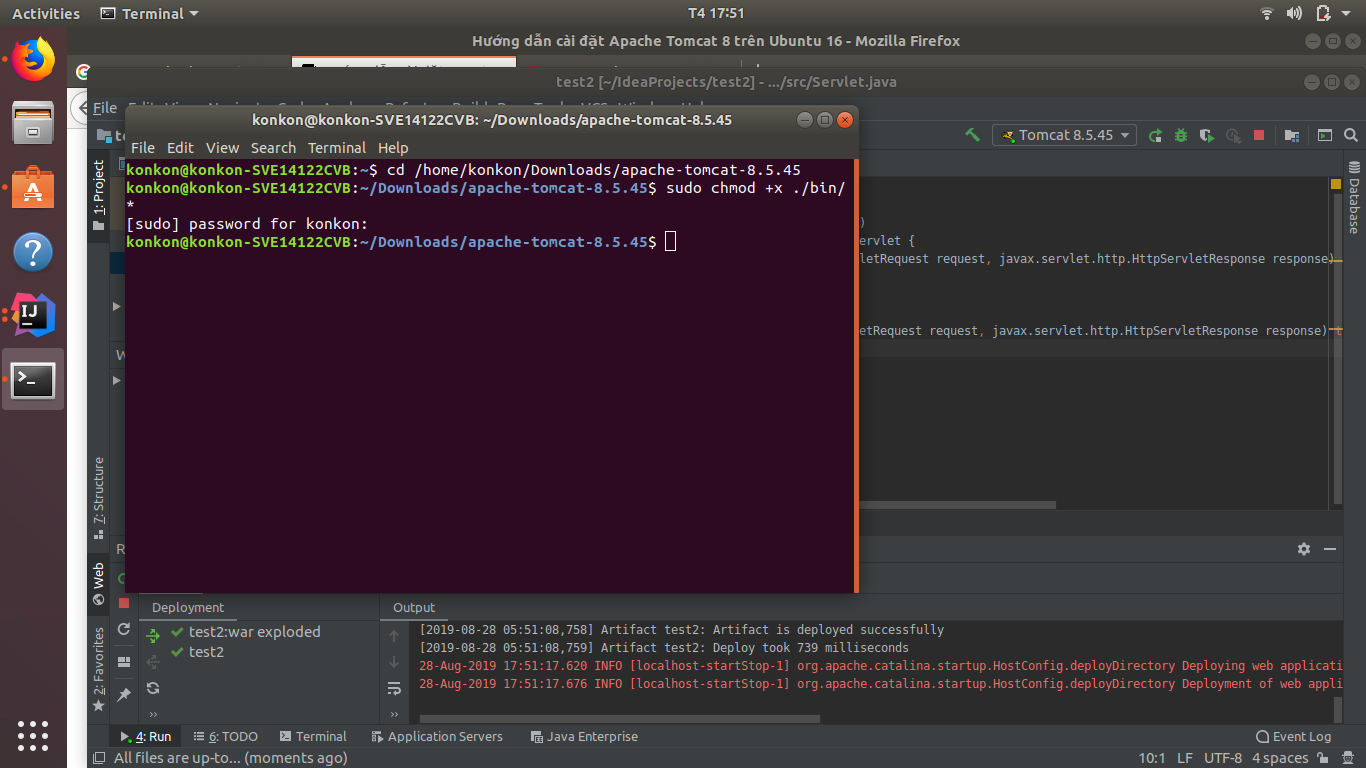 Activities
Terminal
T4 17:51
Hướng dẫn cài đặt Apache Tomcat 8 trên Ubuntu 16 - Mozilla Firefox
test2 [~/IdeaProjects/test2] - .../src/Servlet.java
File
konkon@konkon-SVE14122CVB: ~/Downloads/apache-tomcat-8.5.45
Tomcat 8.5.45
File Edit View Search Terminal Help
konkon@konkon-SVE14122CVB:~$ cd /home/konkon/Downloads/apache-tomcat-8.5.45
konkon@konkon-SVE14122CVB:~/Downloads/apache-tomcat-8.5.45$ sudo chmod +x ./bin/
*
[sudo] password for konkon:
konkon@konkon-SVE14122CVB:~/Downloads/apache-tomcat-8.5.45$
1: Project
Database
)
ervlet {
letRequest request, javax.servlet.http.HttpServletResponse response)
etRequest request, javax.servlet.http.HttpServletResponse response)
7: Structure
Web
2: Favorites
Deployment
Output
test2:war exploded
test2
[2019-08-28 05:51:08,758] Artifact test2: Artifact is deployed successfully
[2019-08-28 05:51:08,759] Artifact test2: Deploy took 739 milliseconds
28-Aug-2019 17:51:17.620 INFO [localhost-startStop-1] org.apache.catalina.startup.HostConfig.deployDirectory Deploying web applicati
28-Aug-2019 17:51:17.676 INFO [localhost-startStop-1] org.apache.catalina.startup.HostConfig.deployDirectory Deployment of web appli
4: Run
6: TODO
Terminal
Application Servers
Java Enterprise
Event Log
All files are up-to... (moments ago)
10:1 LF UTF-8 4 spaces